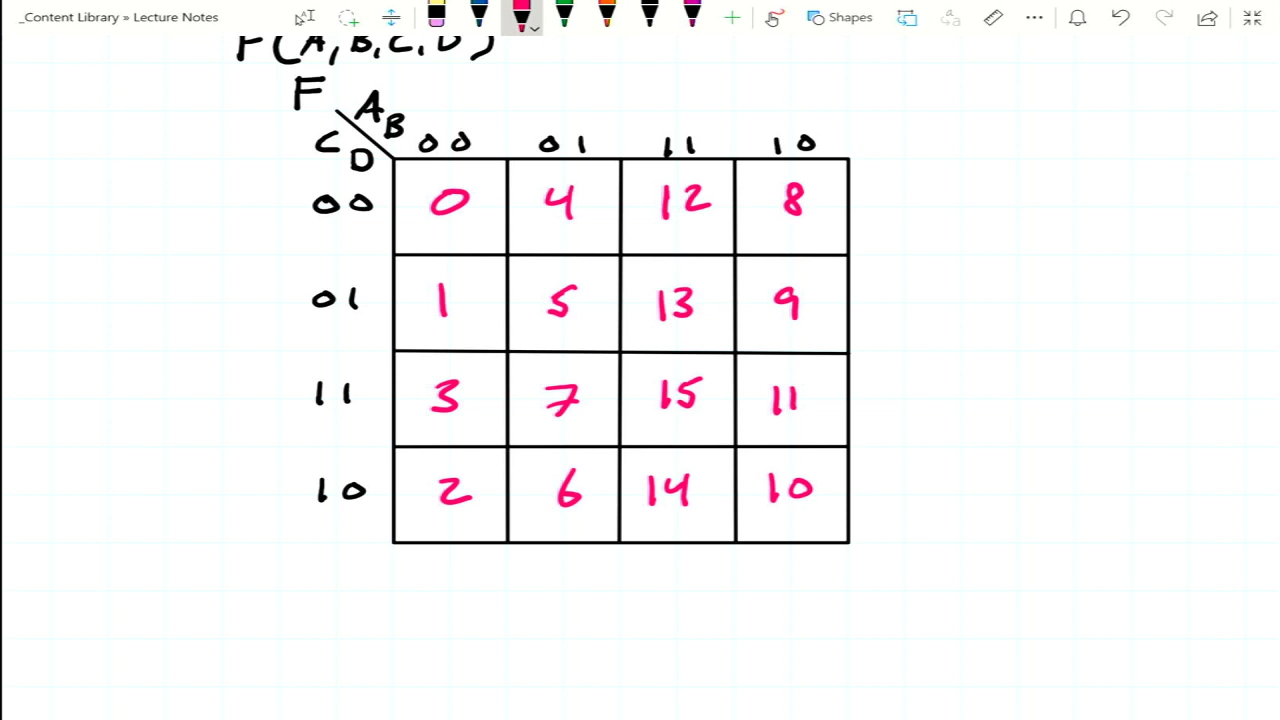 _Content Library » Lecture Notes
Shapes
F(A,B,C,D)
F
AB
CD
00 01 11 10
00 0 4 12 8
01 1 5 13 9
11 3 7 15 11
10 2 6 14 10